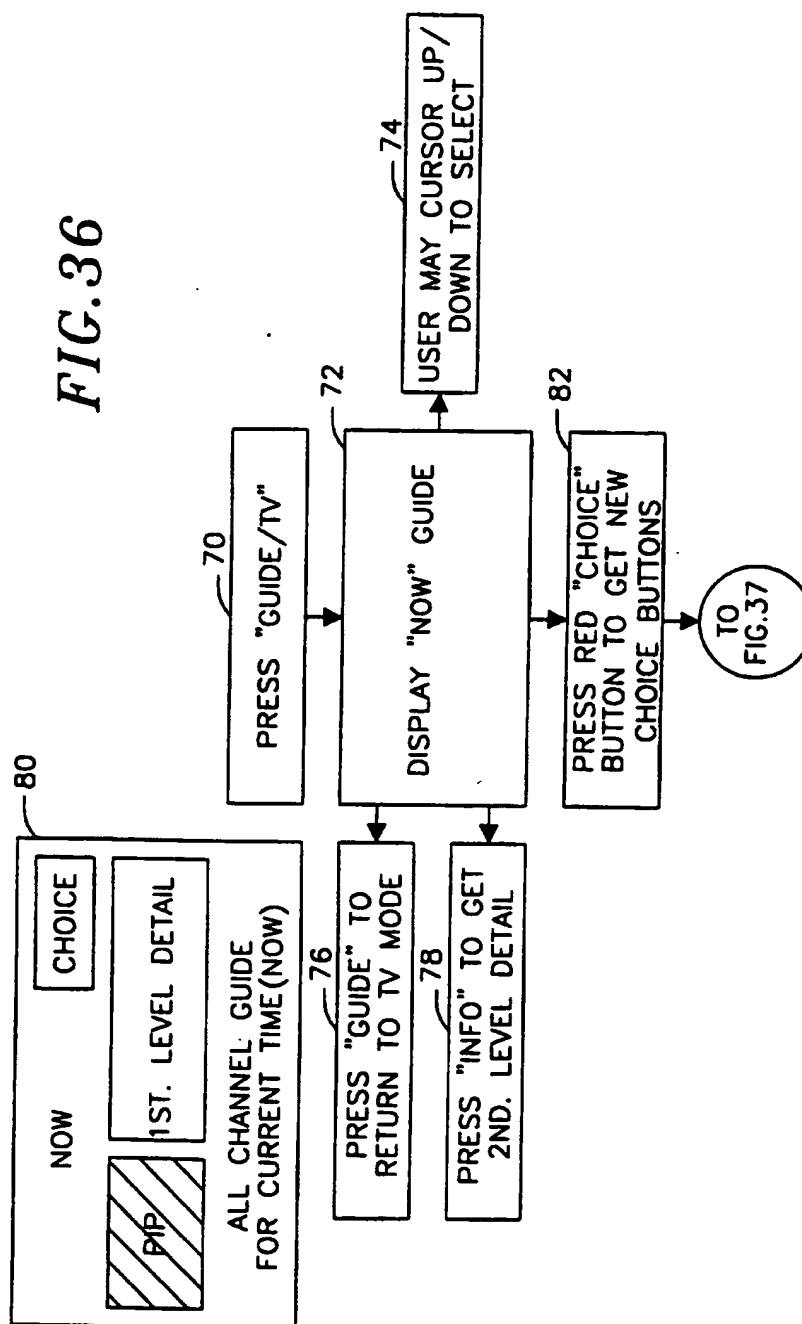 FIG.36
80
NOW
CHOICE
PIP
1ST. LEVEL DETAIL
ALL CHANNEL GUIDE
FOR CURRENT TIME(NOW)
70
PRESS "GUIDE/TV"
72
DISPLAY "NOW" GUIDE
74
USER MAY CURSOR UP/
DOWN TO SELECT
76
PRESS "GUIDE" TO
RETURN TO TV MODE
78
PRESS "INFO" TO GET
2ND. LEVEL DETAIL
82
PRESS RED "CHOICE"
BUTTON TO GET NEW
CHOICE BUTTONS
TO
FIG.37